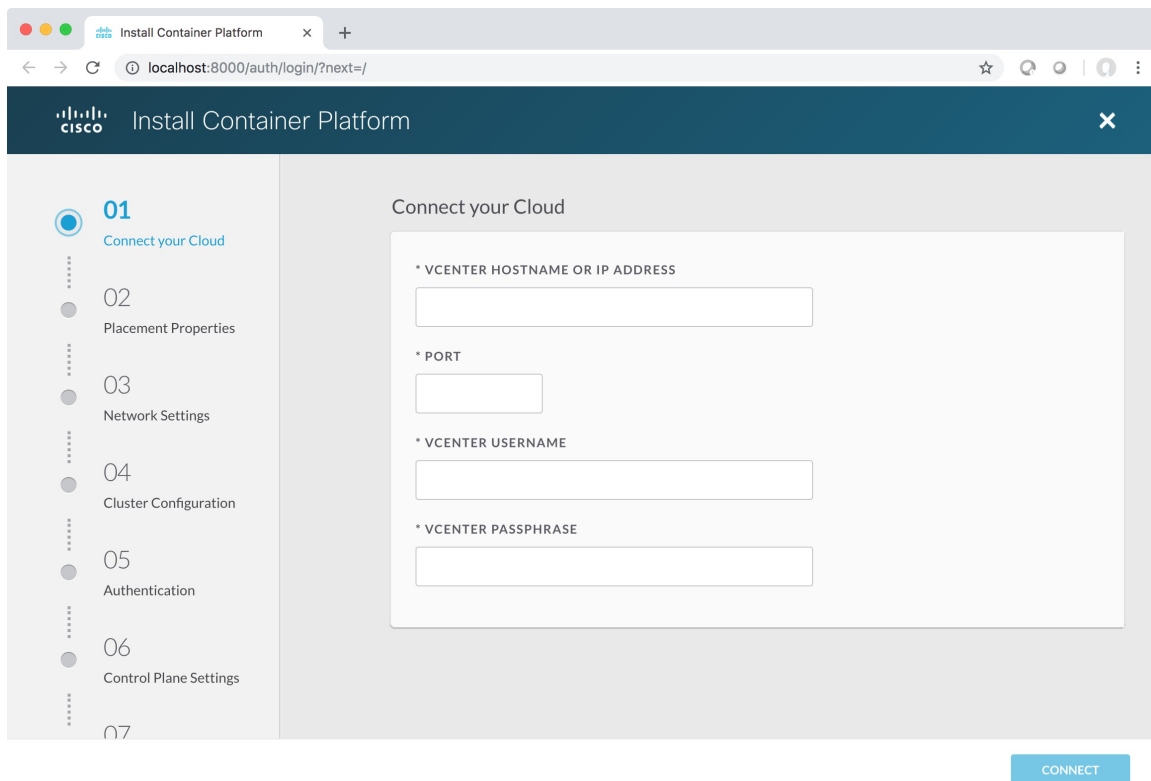 Install Container Platform
localhost:8000/auth/login/?next=/
CISCO Install Container Platform
01
Connect your Cloud
02
Placement Properties
03
Network Settings
04
Cluster Configuration
05
Authentication
06
Control Plane Settings
07
Connect your Cloud
* VCENTER HOSTNAME OR IP ADDRESS
* PORT
* VCENTER USERNAME
* VCENTER PASSPHRASE
CONNECT